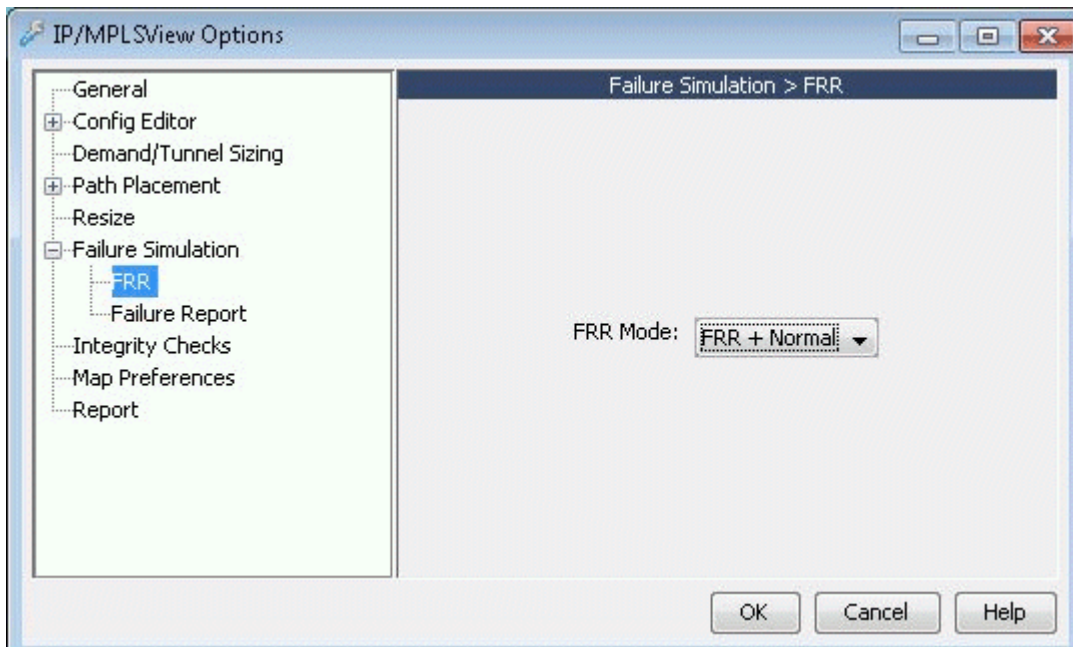 IP/MPLSView Options
General
Config Editor
Demand/Tunnel Sizing
Path Placement
Resize
Failure Simulation
FRR
Failure Report
Integrity Checks
Map Preferences
Report
Failure Simulation > FRR
FRR Mode: FRR + Normal
OK Cancel Help